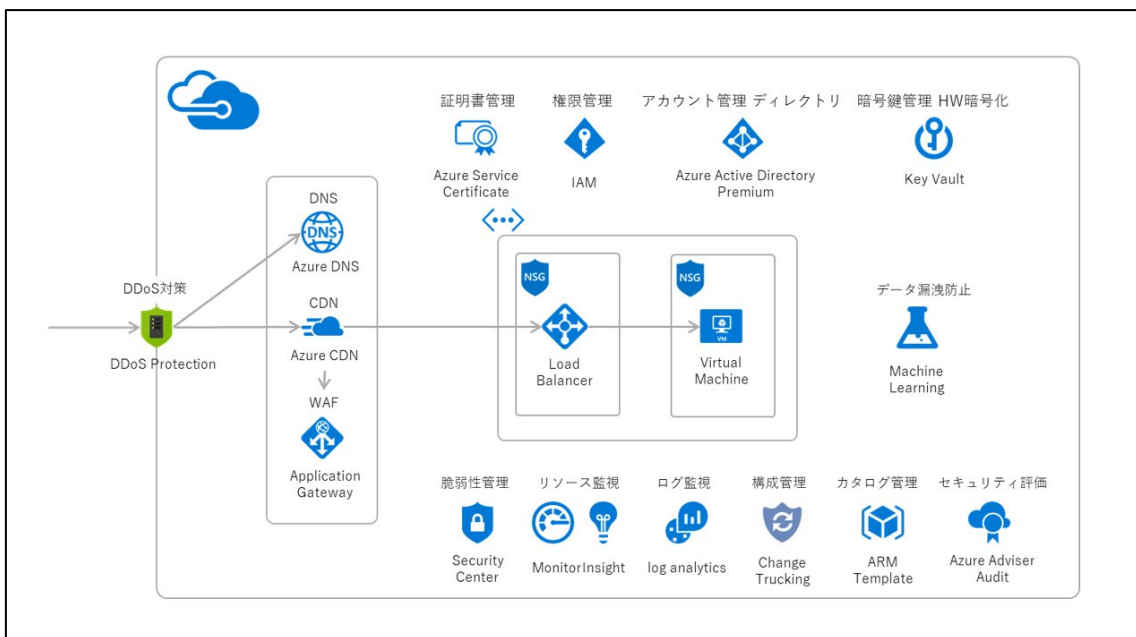 証明書管理
権限管理
アカウント管理 ディレクトリ
暗号鍵管理 HW暗号化
Azure Service
Certificate
IAM
Azure Active Directory
Premium
Key Vault
DNS
DNS
Azure DNS
DDoS対策
DDoS Protection
CDN
Azure CDN
WAF
Application
Gateway
NSG
Load
Balancer
NSG
VM
Virtual
Machine
データ漏洩防止
Machine
Learning
脆弱性管理
リソース監視
ログ監視
構成管理
カタログ管理
セキュリティ評価
Security
Center
MonitorInsight
log analytics
Change
Trucking
ARM
Template
Azure Adviser
Audit